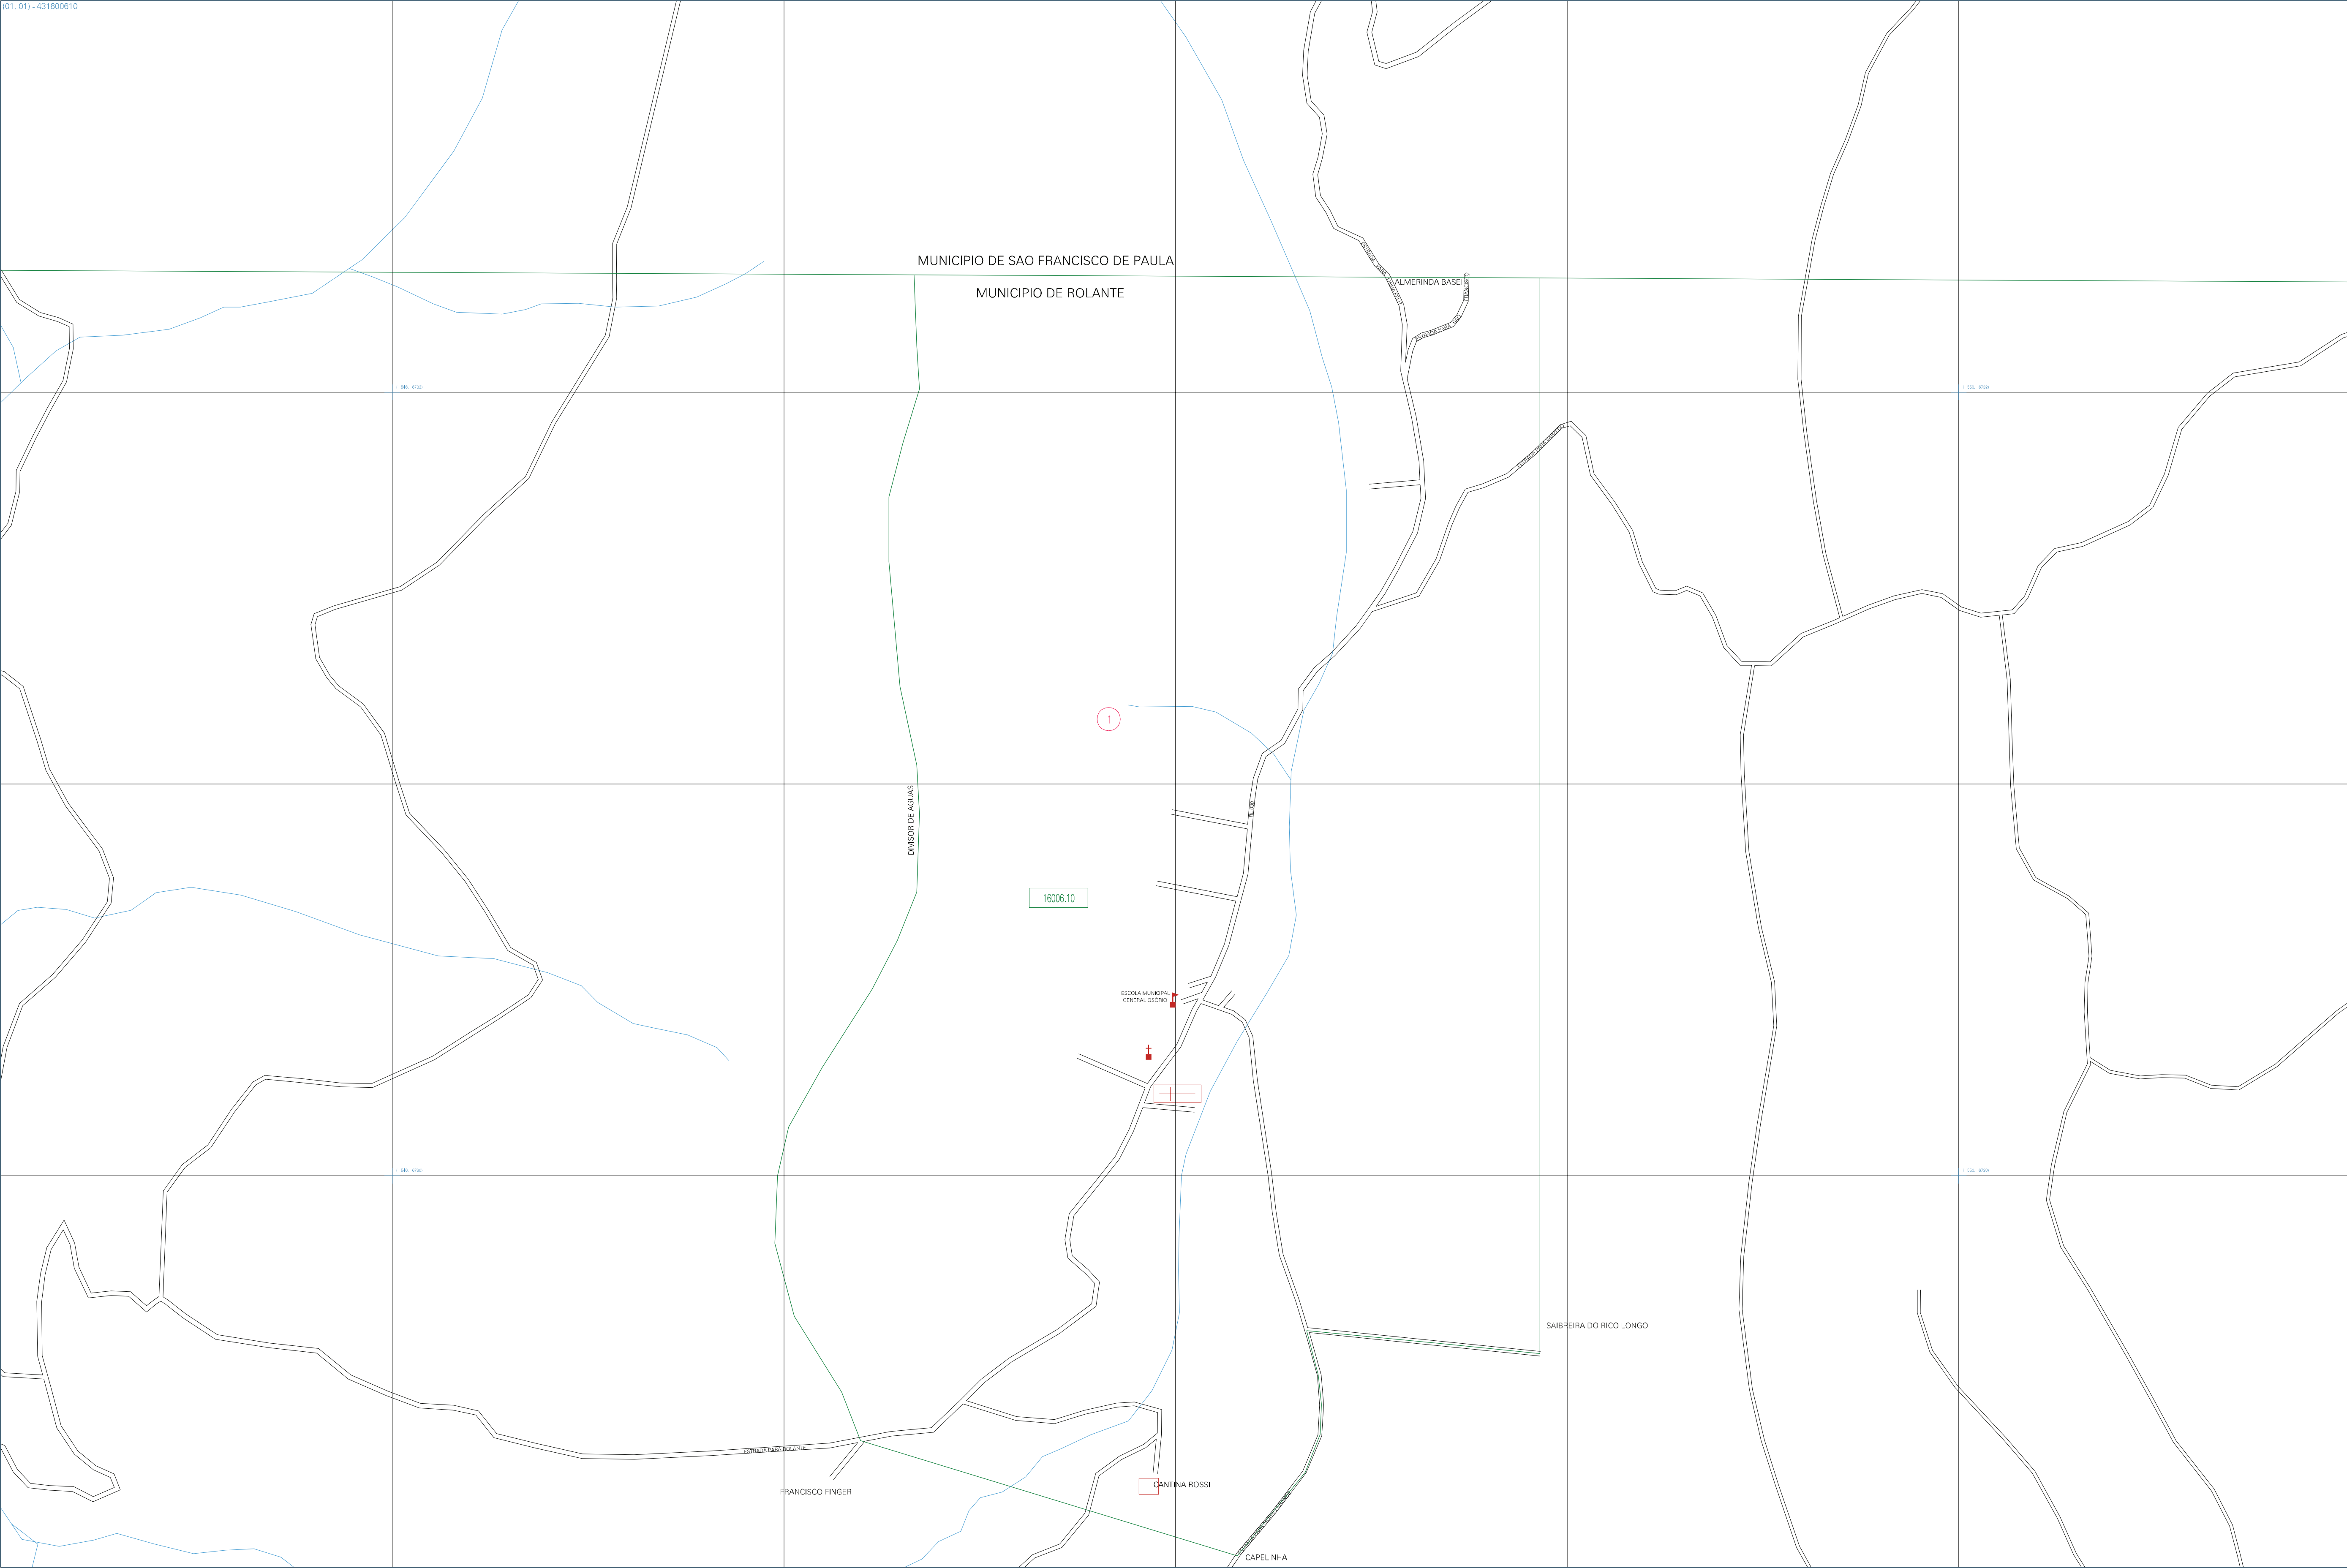 (01, 01) - 431600610
MUNICIPIO DE SAO FRANCISCO DE PAULA
MUNICIPIO DE ROLANTE
ALMERINDA BASEI
1
DIVISOR DE AGUAS
16006.10
ESCOLA MUNICIPAL
GENERAL OSÓRIO
SAIBREIRA DO RICO LONGO
ESTRADA PARA ROLANTE
FRANCISCO FINGER
CANTINA ROSSI
CAPELINHA